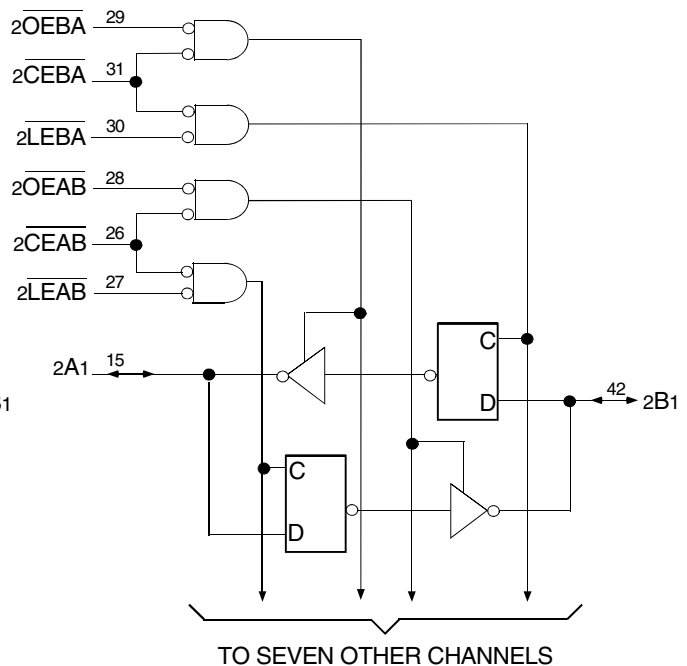 2OEBA 29
2CEBA 31
2LEBA 30
2OEAB 28
2CEAB 26
2LEAB 27
2A1 15
C
D
42 2B1
C
D
TO SEVEN OTHER CHANNELS